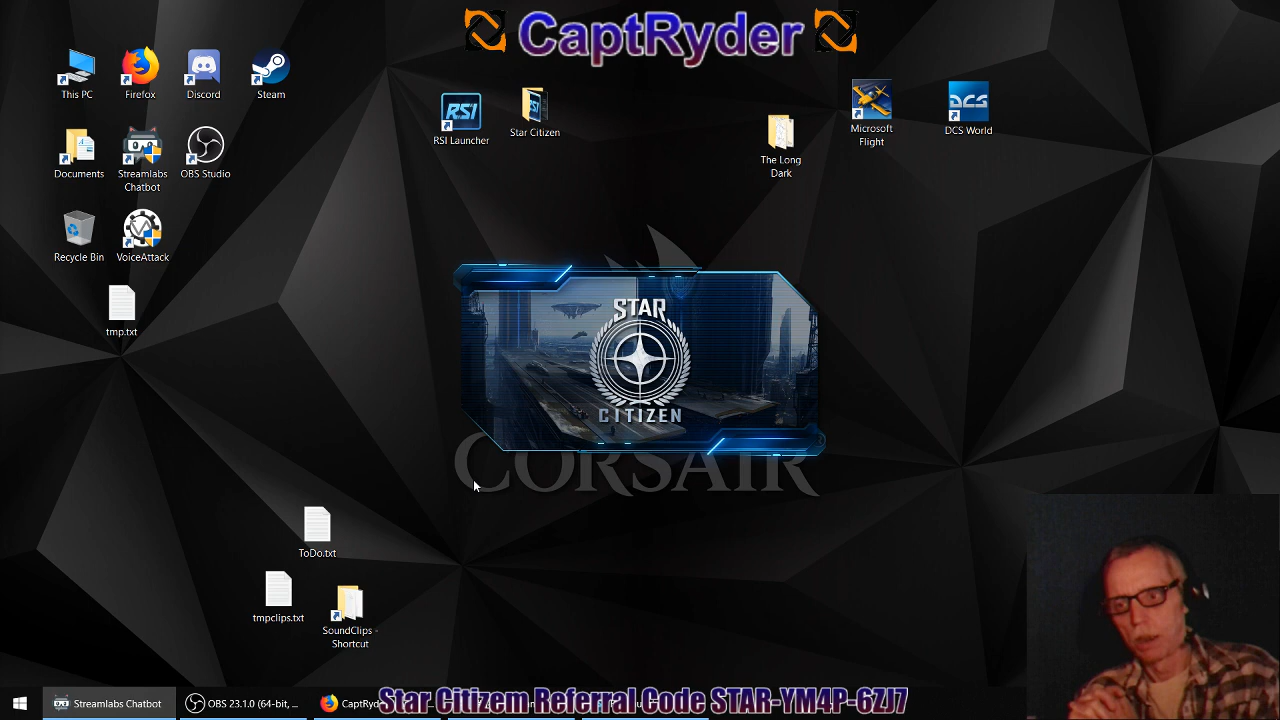 CaptRyder
This PC
Firefox
Discord
Steam
RSI
RSI Launcher
Star Citizen
The Long
Dark
Microsoft
Flight
DCS
DCS World
Documents
Streamlabs
Chatbot
OBS Studio
Recycle Bin
VoiceAttack
tmp.txt
STAR
CITIZEN
CORSAIR
ToDo.txt
tmpclips.txt
SoundClips -
Shortcut
Streamlabs Chatbot
OBS 23.1.0 (64-bit, ...
CaptRyd
Star Citizem Referral Code STAR-YM4P-6ZJ7